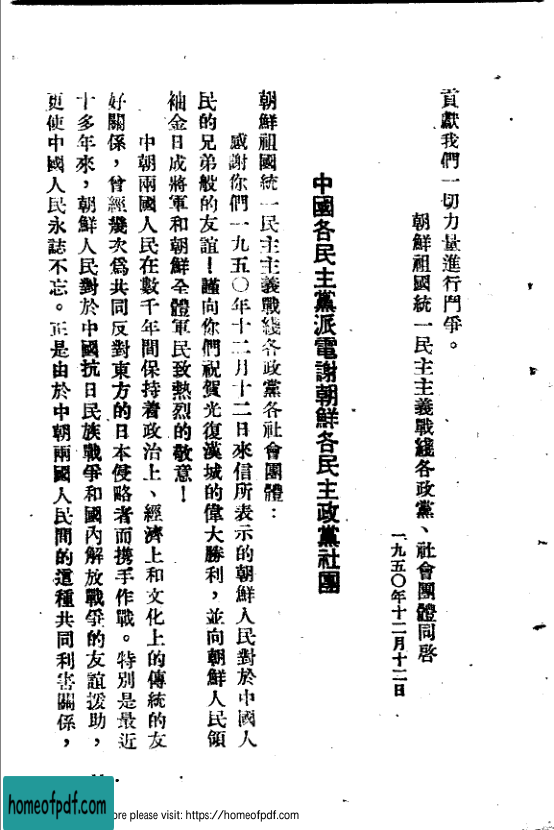 貢獻我們一切力量進行鬥爭。
朝鮮祖國統一民主主義戰綫各政黨、社會團體同啓
一九五〇年十二月十二日
中國各民主黨派電謝朝鮮各民主政黨社團
朝鮮祖國統一民主主義戰綫各政黨各社會團體：
感謝你們一九五〇年十二月十二日來信所表示的朝鮮人民對於中國人
民的兄弟般的友誼！謹向你們祝賀光復漢城的偉大勝利，並向朝鮮人民領
袖金日成將軍和朝鮮全體軍民致熱烈的敬意！
中朝兩國人民在數千年間保持着政治上、經濟上和文化上的傳統的友
好關係，曾經幾次爲共同反對東方的日本侵略者而携手作戰。特別是最近
十多年來，朝鮮人民對於中國抗日民族戰爭和國內解放戰爭的友誼援助，
更使中國人民永誌不忘。正是由於中朝兩國人民間的這種共同利害關係，
homeofpdf.com
ore please visit: https://homeofpdf.com